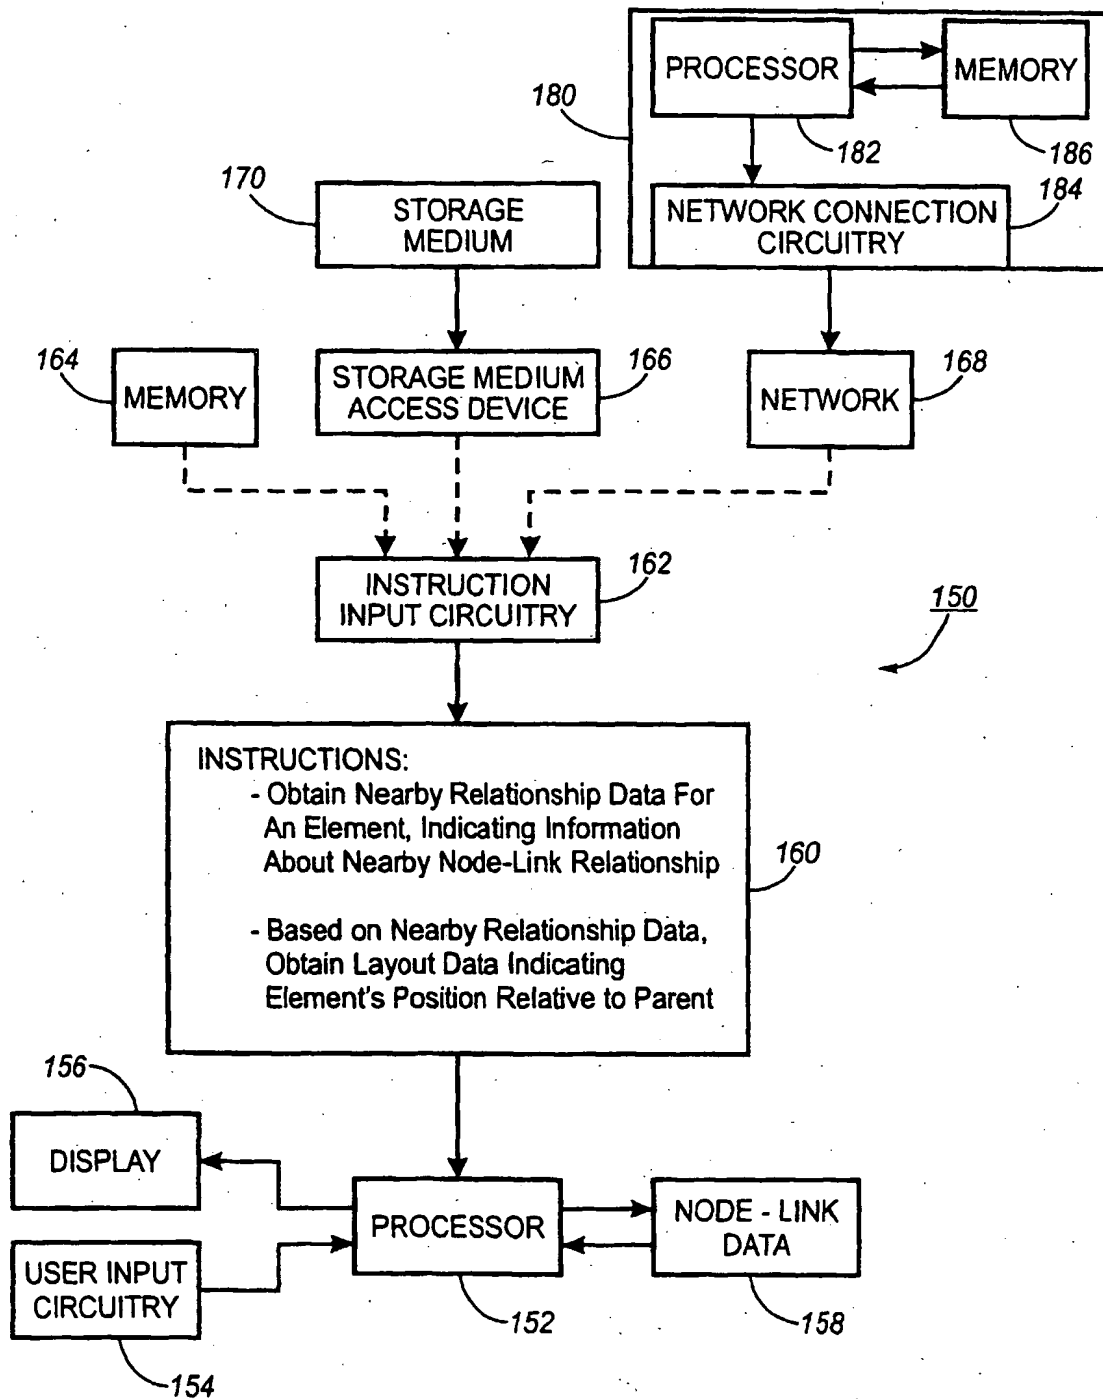 180
PROCESSOR
MEMORY
182
186
170
STORAGE
MEDIUM
NETWORK CONNECTION
CIRCUITRY
184
164
MEMORY
STORAGE MEDIUM
ACCESS DEVICE
166
NETWORK
168
INSTRUCTION
INPUT CIRCUITRY
162
150
INSTRUCTIONS:
- Obtain Nearby Relationship Data For
An Element, Indicating Information
About Nearby Node-Link Relationship
- Based on Nearby Relationship Data,
Obtain Layout Data Indicating
Element's Position Relative to Parent
160
156
DISPLAY
PROCESSOR
NODE - LINK
DATA
USER INPUT
CIRCUITRY
152
158
154